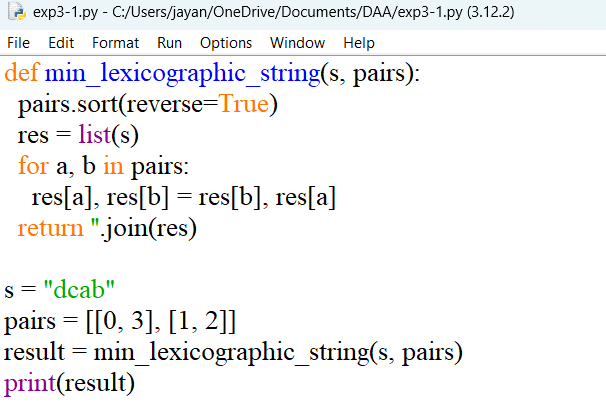 exp3-1.py - C:/Users/jayan/OneDrive/Documents/DAA/exp3-1.py (3.12.2)
File Edit Format Run Options Window Help
def min_lexicographic_string(s, pairs):
  pairs.sort(reverse=True)
  res = list(s)
  for a, b in pairs:
    res[a], res[b] = res[b], res[a]
  return ''.join(res)

s = "dcab"
pairs = [[0, 3], [1, 2]]
result = min_lexicographic_string(s, pairs)
print(result)